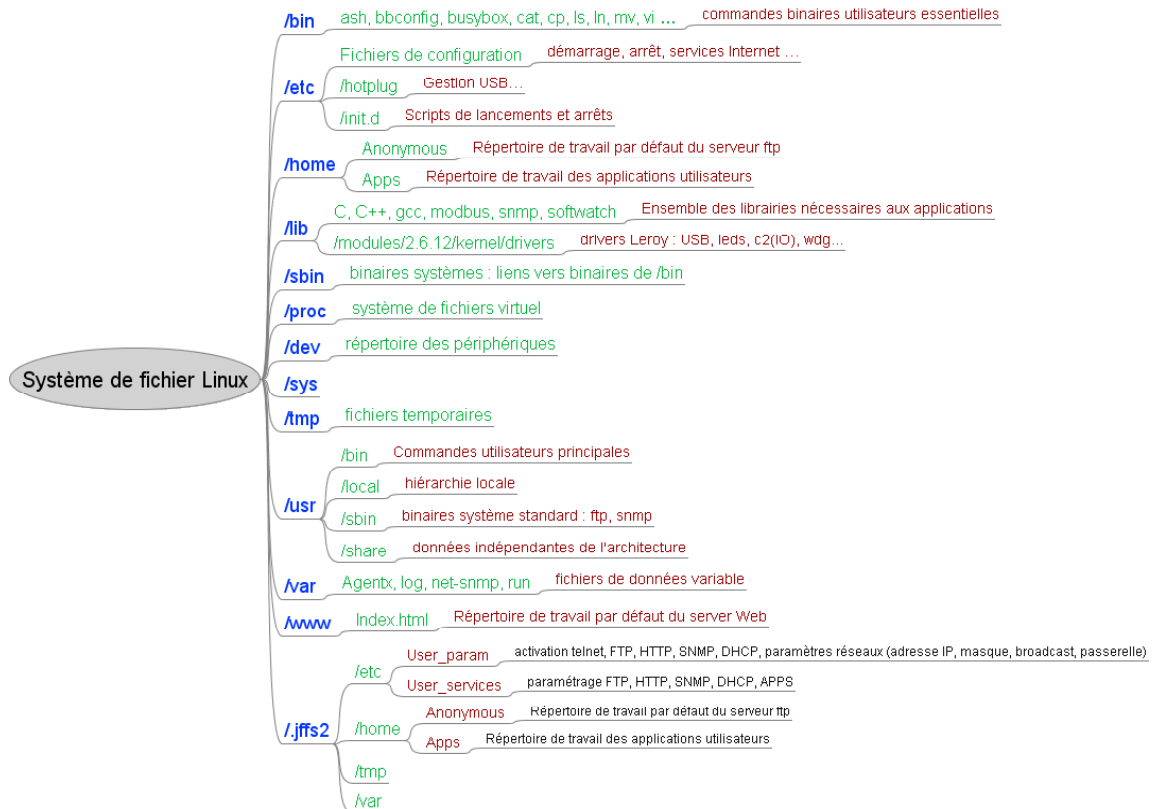 /bin
ash, bbconfig, busybox, cat, cp, ls, ln, mv, vi ...
commandes binaires utilisateurs essentielles
/etc
Fichiers de configuration
démarrage, arrêt, services Internet ...
/hotplug
Gestion USB...
/init.d
Scripts de lancements et arrêts
/home
Anonymous
Répertoire de travail par défaut du serveur ftp
Apps
Répertoire de travail des applications utilisateurs
/lib
C, C++, gcc, modbus, snmp, softwatch
Ensemble des librairies nécessaires aux applications
/modules/2.6.12/kernel/drivers
drivers Leroy : USB, leds, c2(IO), wdg...
/sbin
binaires systèmes : liens vers binaires de /bin
/proc
système de fichiers virtuel
/dev
répertoire des périphériques
Système de fichier Linux
/sys
/tmp
fichiers temporaires
/usr
/bin
Commandes utilisateurs principales
/local
hiérarchie locale
/sbin
binaires système standard : ftp, snmp
/share
données indépendantes de l'architecture
/var
Agentx, log, net-snmp, run
fichiers de données variable
/www
Index.html
Répertoire de travail par défaut du server Web
/.jffs2
/etc
User_param
activation telnet, FTP, HTTP, SNMP, DHCP, paramètres réseaux (adresse IP, masque, broadcast, passerelle)
User_services
paramétrage FTP, HTTP, SNMP, DHCP, APPS
/home
Anonymous
Répertoire de travail par défaut du serveur ftp
Apps
Répertoire de travail des applications utilisateurs
/tmp
/var